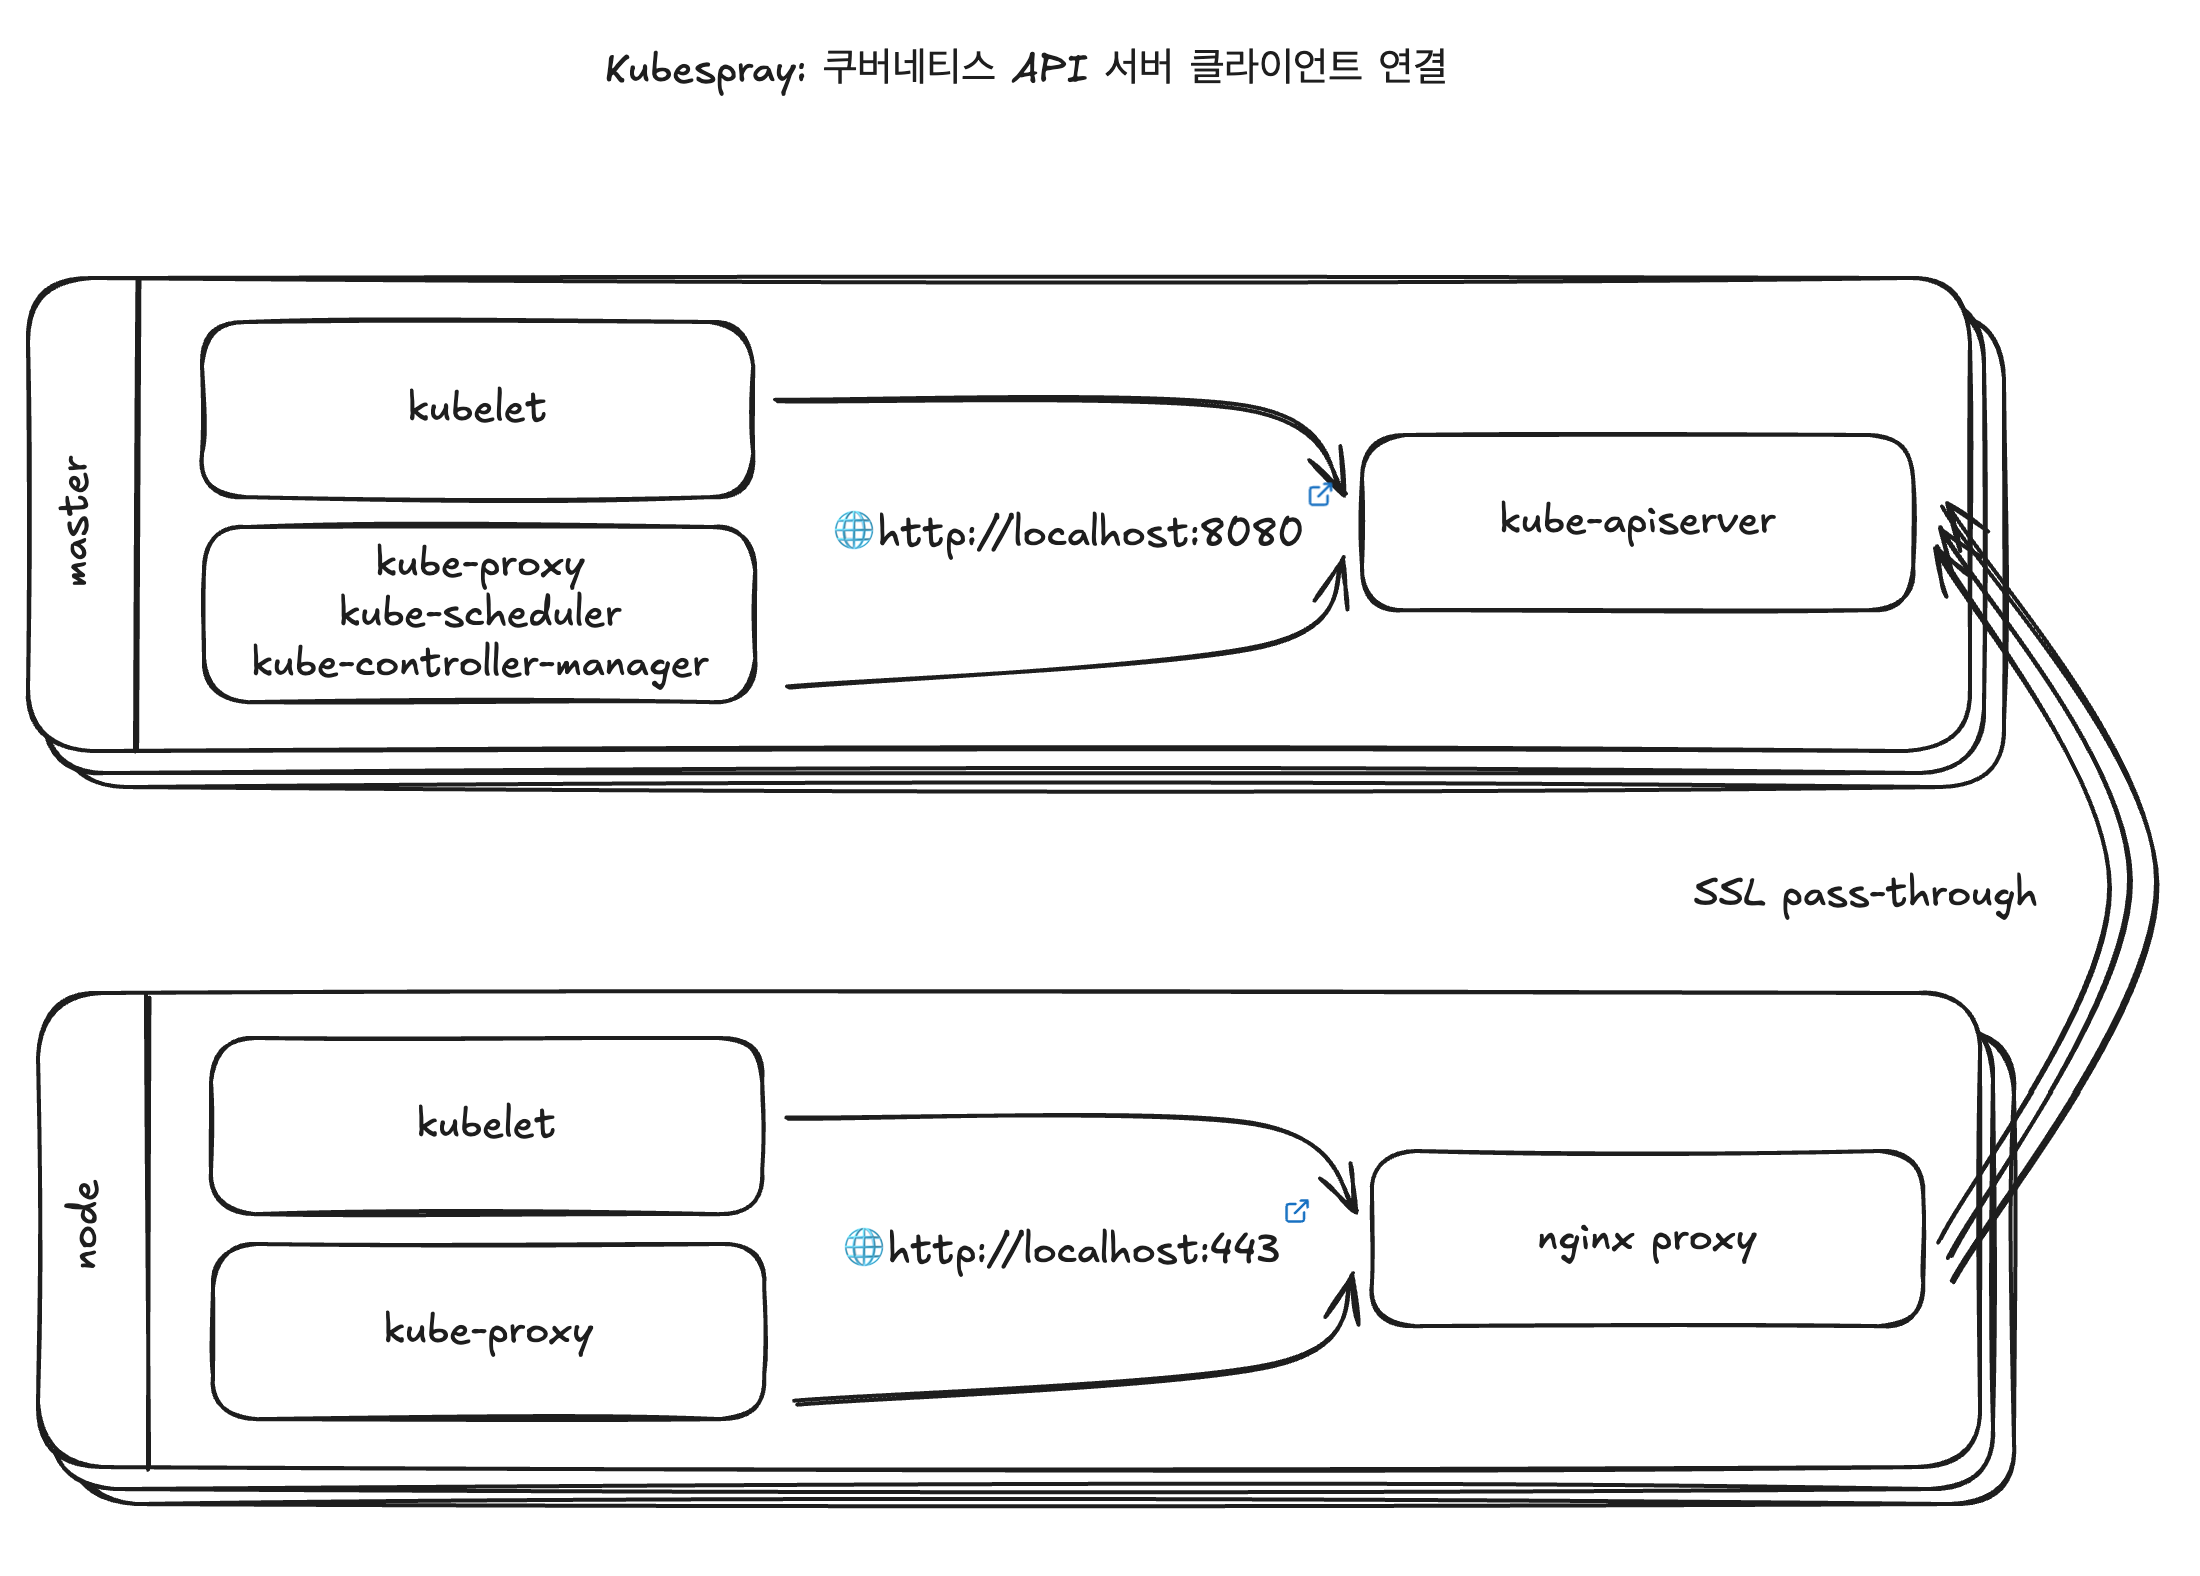 Kubespray: 쿠버네티스 API 서버 클라이언트 연결
master
kubelet
kube-proxy
kube-scheduler
kube-controller-manager
http://localhost:8080
kube-apiserver
SSL pass-through
node
kubelet
kube-proxy
http://localhost:443
nginx proxy